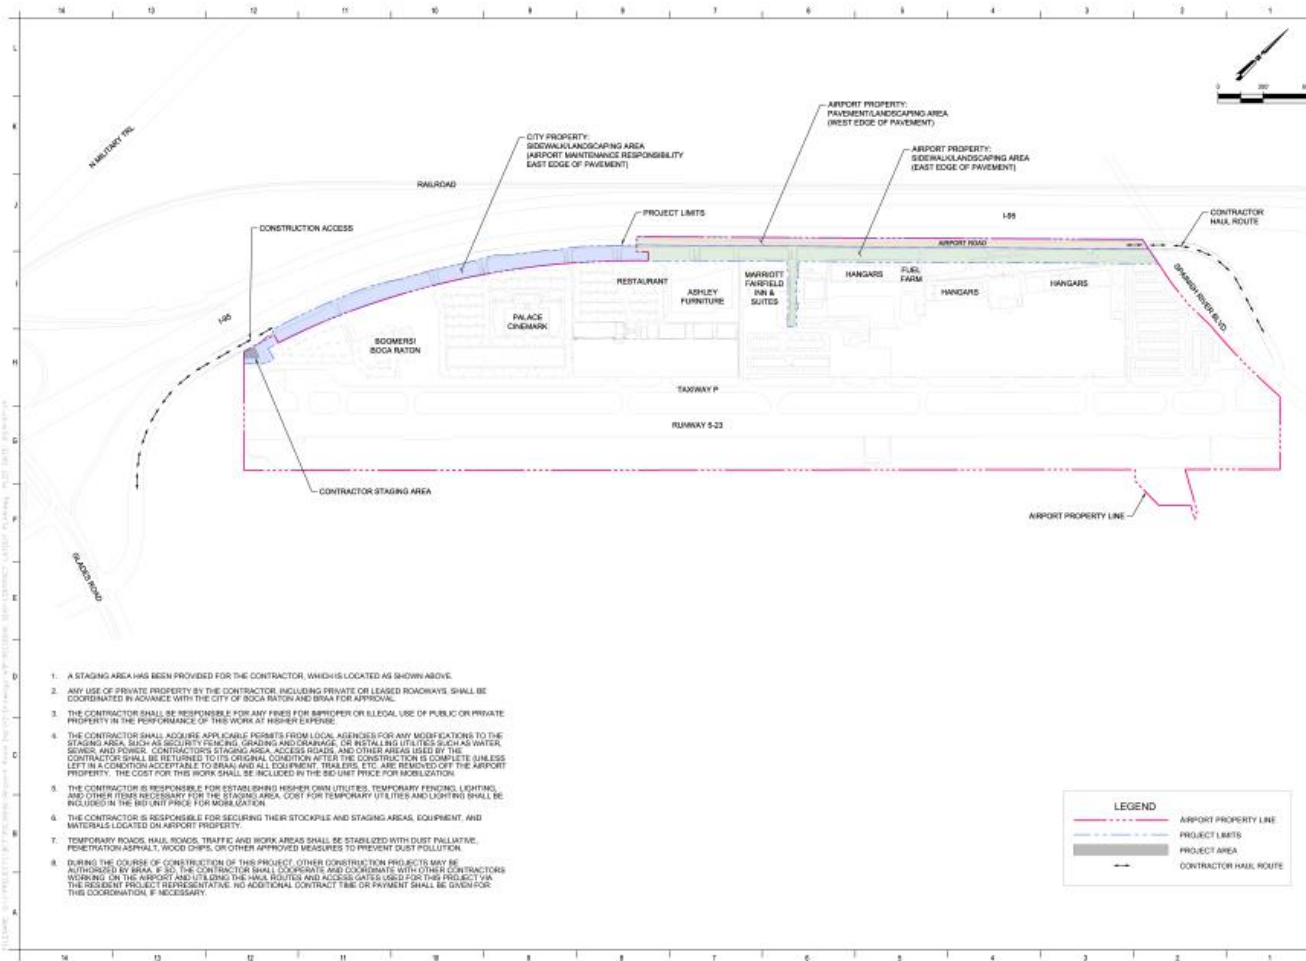 14 13 12 11 10 9 8 7 6 5 4 3 2 1
L
K
J
I
H
G
F
E
D
C
B
A
0 200'
N MILITARY TRL
RAILROAD
CITY PROPERTY:
SIDEWALK/LANDSCAPING AREA
(AIRPORT MAINTENANCE RESPONSIBILITY
EAST EDGE OF PAVEMENT)
AIRPORT PROPERTY:
PAVEMENT/LANDSCAPING AREA
(WEST EDGE OF PAVEMENT)
AIRPORT PROPERTY:
SIDEWALK/LANDSCAPING AREA
(EAST EDGE OF PAVEMENT)
PROJECT LIMITS
I-95
CONTRACTOR
HAUL ROUTE
CONSTRUCTION ACCESS
AIRPORT ROAD
SPANISH RIVER BLVD.
I-95
RESTAURANT
ASHLEY
FURNITURE
MARRIOTT
FAIRFIELD
INN &
SUITES
HANGARS
FUEL
FARM
HANGARS
HANGARS
PALACE
CINEMARK
BOOMERS!
BOCA RATON
TAXIWAY P
RUNWAY 5-23
CONTRACTOR STAGING AREA
AIRPORT PROPERTY LINE
GLADES ROAD
1. A STAGING AREA HAS BEEN PROVIDED FOR THE CONTRACTOR, WHICH IS LOCATED AS SHOWN ABOVE.
2. ANY USE OF PRIVATE PROPERTY BY THE CONTRACTOR, INCLUDING PRIVATE OR LEASED ROADWAYS, SHALL BE
COORDINATED IN ADVANCE WITH THE CITY OF BOCA RATON AND BRAA FOR APPROVAL.
3. THE CONTRACTOR SHALL BE RESPONSIBLE FOR ANY FINES FOR IMPROPER OR ILLEGAL USE OF PUBLIC OR PRIVATE
PROPERTY IN THE PERFORMANCE OF THIS WORK AT HIS/HER EXPENSE.
4. THE CONTRACTOR SHALL ACQUIRE APPLICABLE PERMITS FROM LOCAL AGENCIES FOR ANY MODIFICATIONS TO THE
STAGING AREA, SUCH AS SECURITY FENCING, GRADING AND DRAINAGE, OR INSTALLING UTILITIES SUCH AS WATER,
SEWER, AND POWER. CONTRACTOR'S STAGING AREA, ACCESS ROADS, AND OTHER AREAS USED BY THE
CONTRACTOR SHALL BE RETURNED TO ITS ORIGINAL CONDITION AFTER THE CONSTRUCTION IS COMPLETE (UNLESS
LEFT IN A CONDITION ACCEPTABLE TO BRAA) AND ALL EQUIPMENT, TRAILERS, ETC. ARE REMOVED OFF THE AIRPORT
PROPERTY. THE COST FOR THIS WORK SHALL BE INCLUDED IN THE BID UNIT PRICE FOR MOBILIZATION.
5. THE CONTRACTOR IS RESPONSIBLE FOR ESTABLISHING HIS/HER OWN UTILITIES, TEMPORARY FENCING, LIGHTING,
AND OTHER ITEMS NECESSARY FOR THE STAGING AREA. COST FOR TEMPORARY UTILITIES AND LIGHTING SHALL BE
INCLUDED IN THE BID UNIT PRICE FOR MOBILIZATION.
6. THE CONTRACTOR IS RESPONSIBLE FOR SECURING THEIR STOCKPILE AND STAGING AREAS, EQUIPMENT, AND
MATERIALS LOCATED ON AIRPORT PROPERTY.
7. TEMPORARY ROADS, HAUL ROADS, TRAFFIC AND WORK AREAS SHALL BE STABILIZED WITH DUST PALLIATIVE,
PENETRATION ASPHALT, WOOD CHIPS, OR OTHER APPROVED MEASURES TO PREVENT DUST POLLUTION.
8. DURING THE COURSE OF CONSTRUCTION OF THIS PROJECT, OTHER CONSTRUCTION PROJECTS MAY BE
AUTHORIZED BY BRAA. IF SO, THE CONTRACTOR SHALL COOPERATE AND COORDINATE WITH OTHER CONTRACTORS
WORKING ON THE AIRPORT AND UTILIZING THE HAUL ROUTES AND ACCESS GATES USED FOR THIS PROJECT VIA
THE RESIDENT PROJECT REPRESENTATIVE. NO ADDITIONAL CONTRACT TIME OR PAYMENT SHALL BE GIVEN FOR
THIS COORDINATION, IF NECESSARY.
LEGEND
AIRPORT PROPERTY LINE
PROJECT LIMITS
PROJECT AREA
CONTRACTOR HAUL ROUTE
14 13 12 11 10 9 8 7 6 5 4 3 2 1